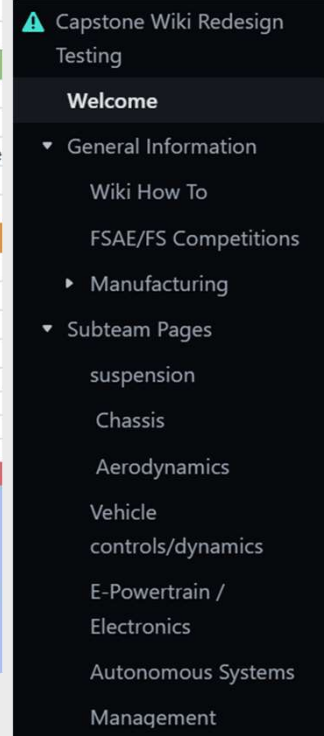 Capstone Wiki Redesign
Testing
Welcome
General Information
Wiki How To
FSAE/FS Competitions
Manufacturing
Subteam Pages
suspension
Chassis
Aerodynamics
Vehicle
controls/dynamics
E-Powertrain /
Electronics
Autonomous Systems
Management